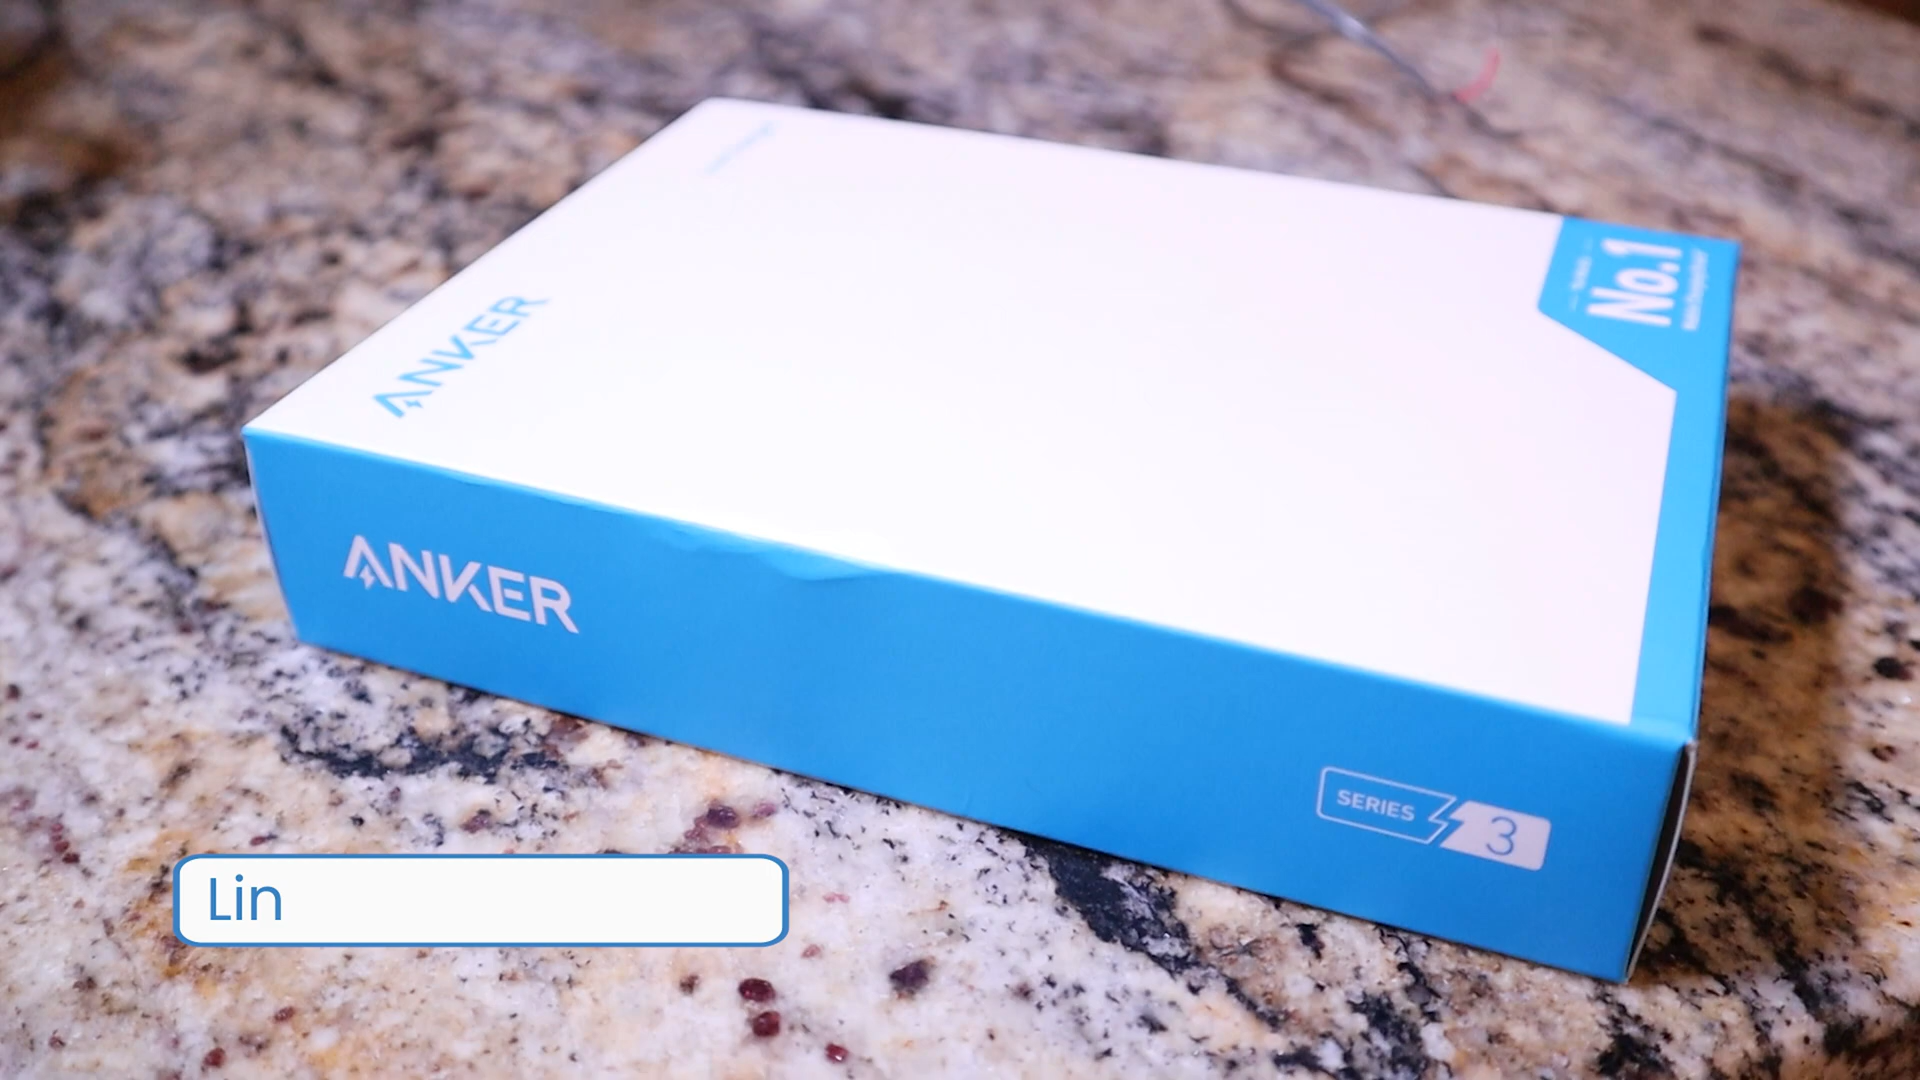 ANKER
No.1
ANKER
SERIES 3
Lin